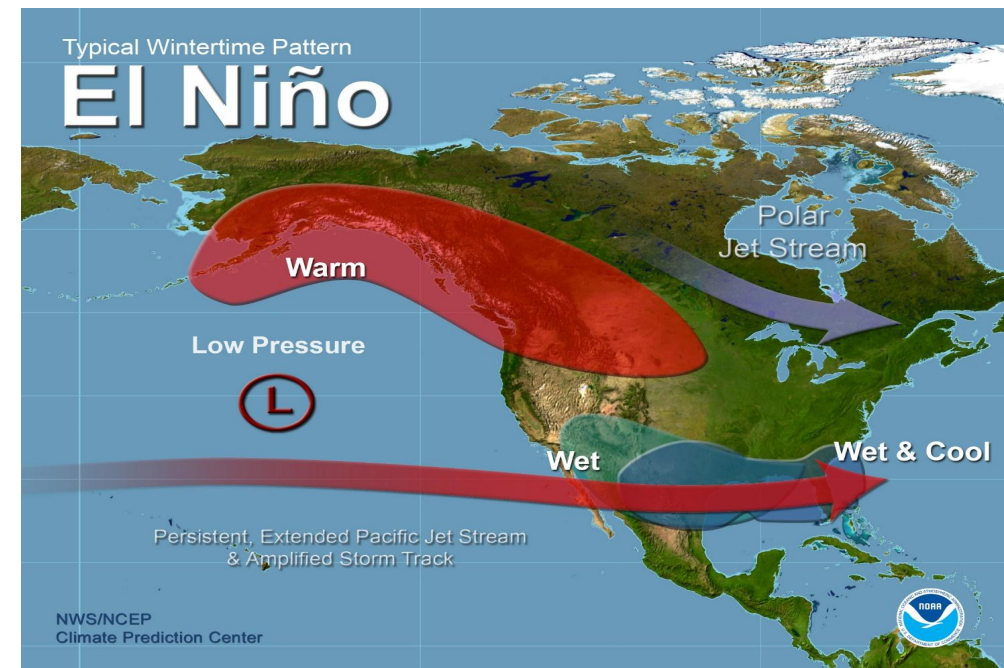 Typical Wintertime Pattern
El Niño
Polar
Jet Stream
Warm
Low Pressure
L
Wet
Wet & Cool
Persistent, Extended Pacific Jet Stream
& Amplified Storm Track
NWS/NCEP
Climate Prediction Center
NOAA